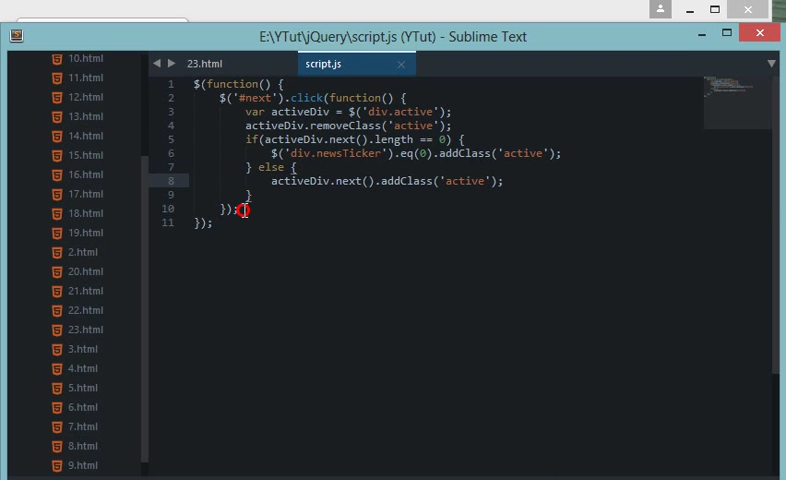 E:\YTut\jQuery\script.js (YTut) - Sublime Text
10.html
11.html
12.html
13.html
14.html
15.html
16.html
17.html
18.html
19.html
2.html
20.html
21.html
22.html
23.html
3.html
4.html
5.html
6.html
7.html
8.html
9.html
23.html
script.js
1 $(function() {
2 $('#next').click(function() {
3 var activeDiv = $('div.active');
4 activeDiv.removeClass('active');
5 if(activeDiv.next().length == 0) {
6 $('div.newsTicker').eq(0).addClass('active');
7 } else {
8 activeDiv.next().addClass('active');
9 }
10 });
11 });